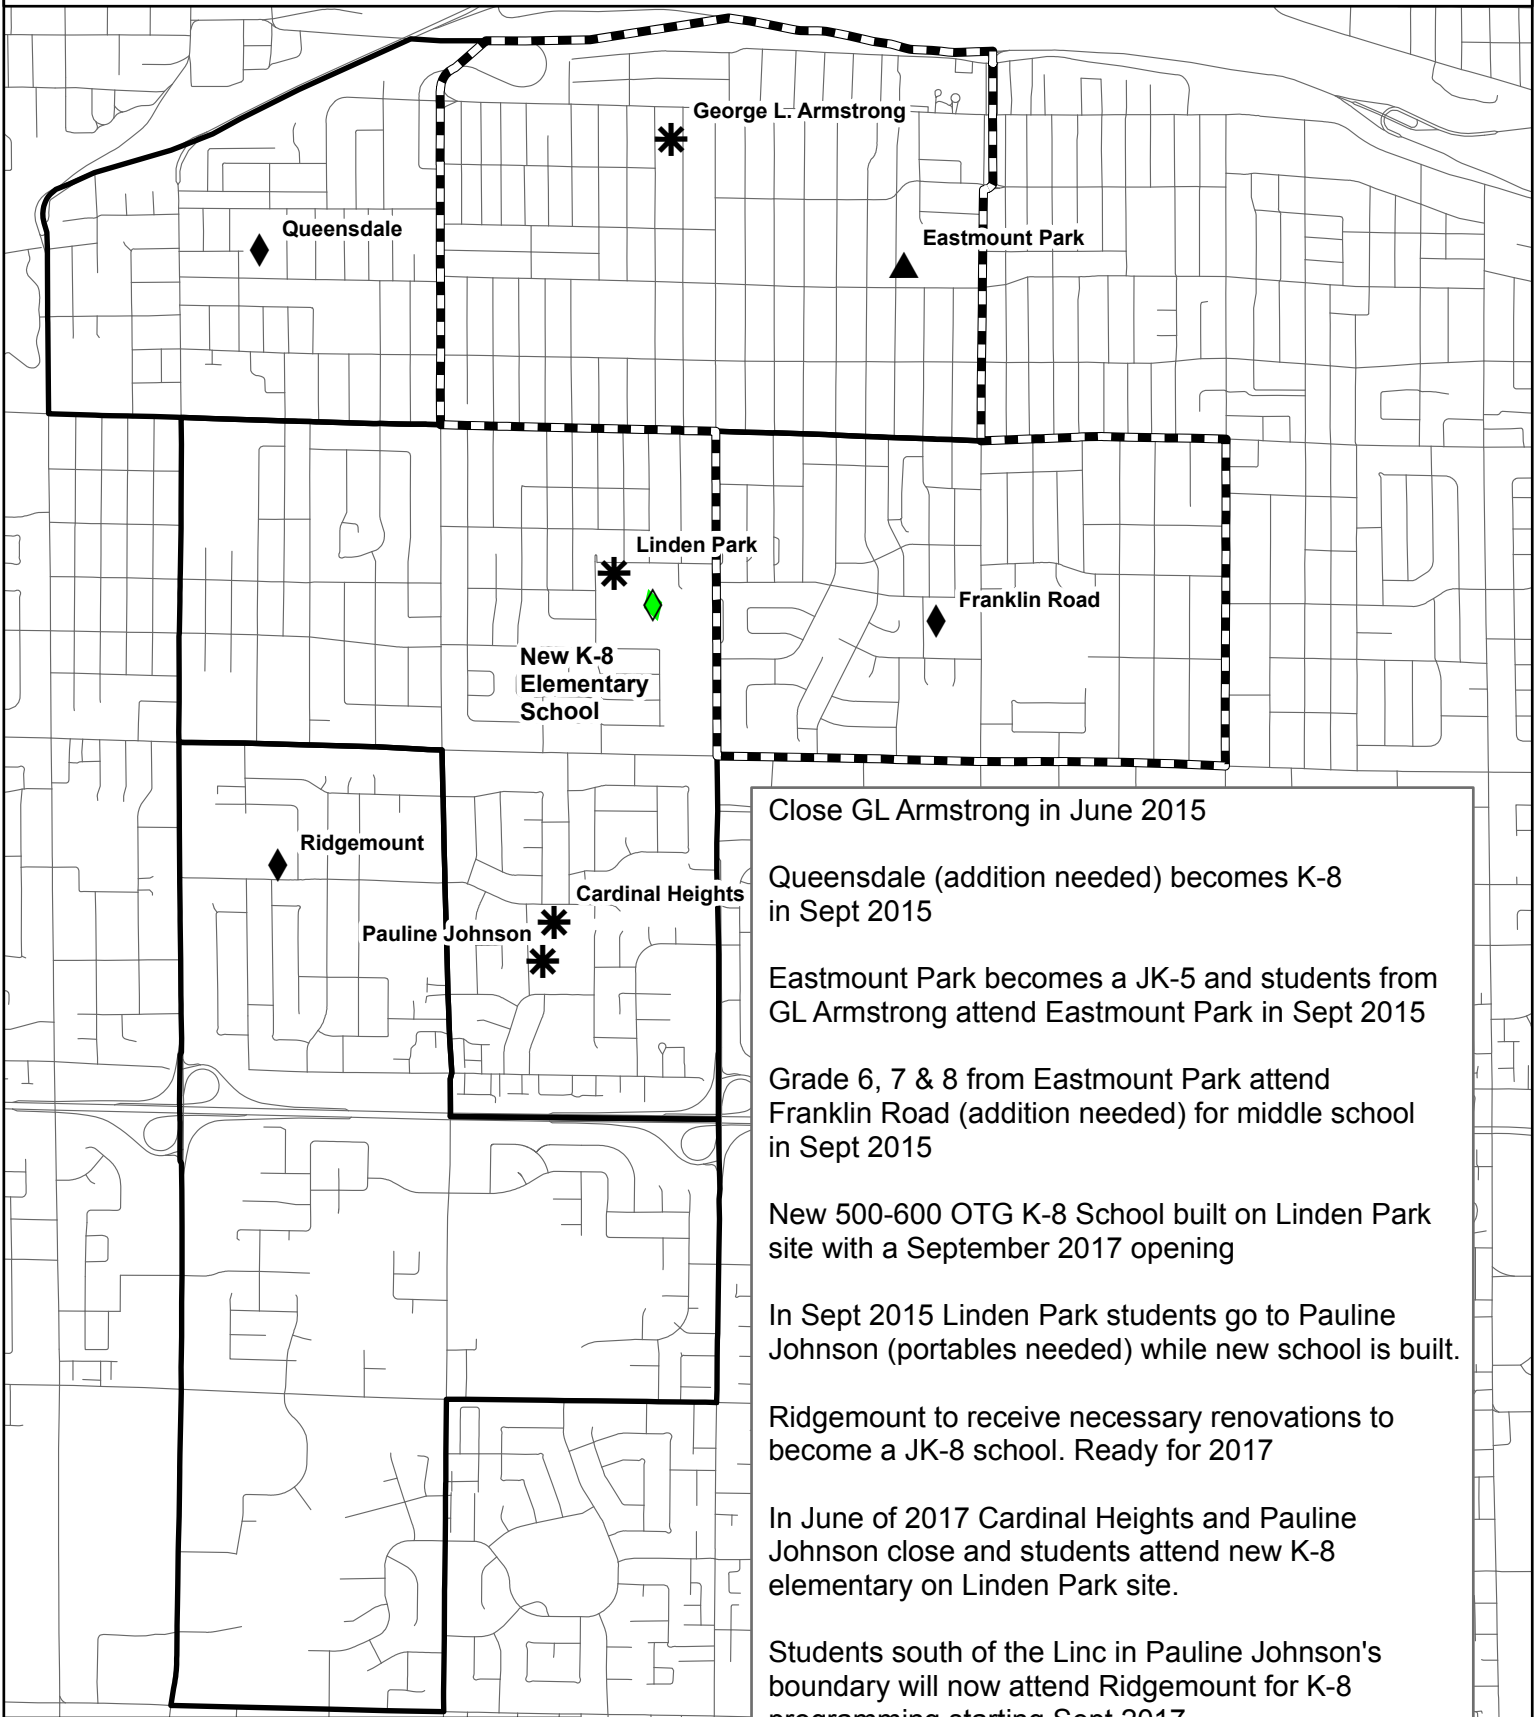 George L. Armstrong
Queensdale
Eastmount Park
Linden Park
Franklin Road
New K-8
Elementary
School
Ridgemount
Cardinal Heights
Pauline Johnson
Close GL Armstrong in June 2015
Queensdale (addition needed) becomes K-8
in Sept 2015
Eastmount Park becomes a JK-5 and students from
GL Armstrong attend Eastmount Park in Sept 2015
Grade 6, 7 & 8 from Eastmount Park attend
Franklin Road (addition needed) for middle school
in Sept 2015
New 500-600 OTG K-8 School built on Linden Park
site with a September 2017 opening
In Sept 2015 Linden Park students go to Pauline
Johnson (portables needed) while new school is built.
Ridgemount to receive necessary renovations to
become a JK-8 school. Ready for 2017
In June of 2017 Cardinal Heights and Pauline
Johnson close and students attend new K-8
elementary on Linden Park site.
Students south of the Linc in Pauline Johnson's
boundary will now attend Ridgemount for K-8
programming starting Sept 2017